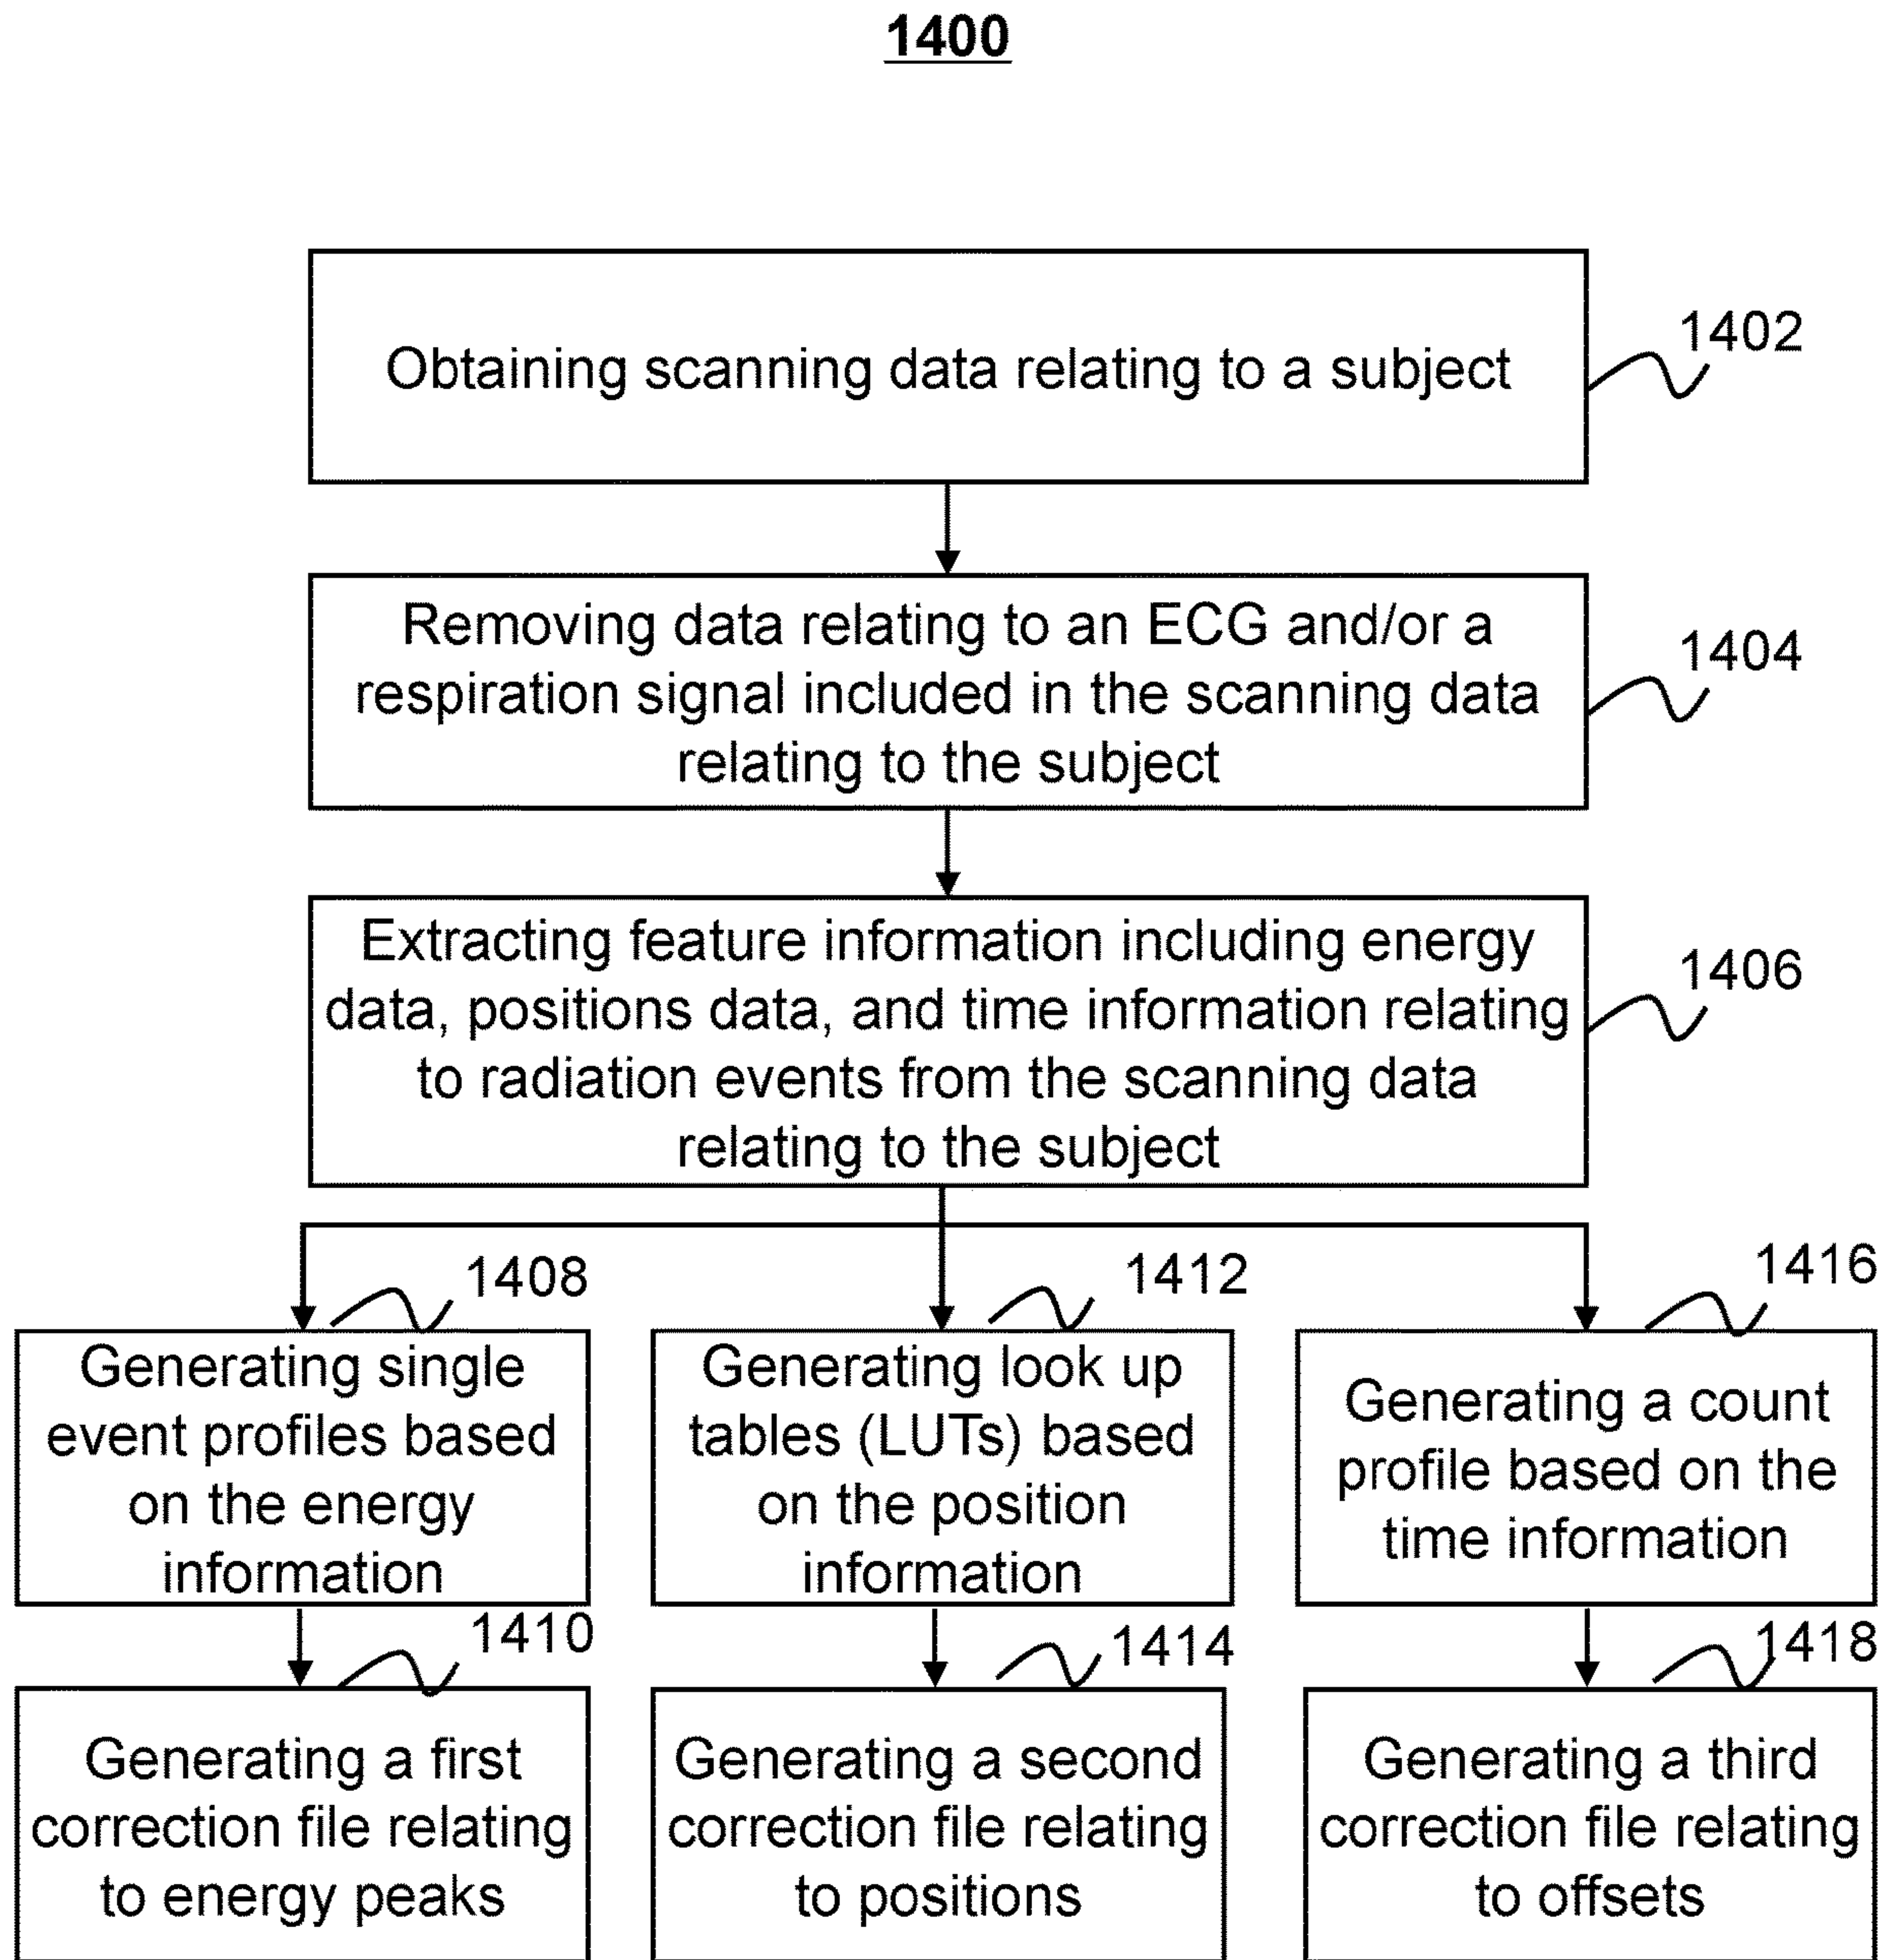 1400
Obtaining scanning data relating to a subject
1402
Removing data relating to an ECG and/or a
respiration signal included in the scanning data
relating to the subject
1404
Extracting feature information including energy
data, positions data, and time information relating
to radiation events from the scanning data
relating to the subject
1406
1408
Generating single
event profiles based
on the energy
information
1412
Generating look up
tables (LUTs) based
on the position
information
1416
Generating a count
profile based on the
time information
1410
Generating a first
correction file relating
to energy peaks
1414
Generating a second
correction file relating
to positions
1418
Generating a third
correction file relating
to offsets